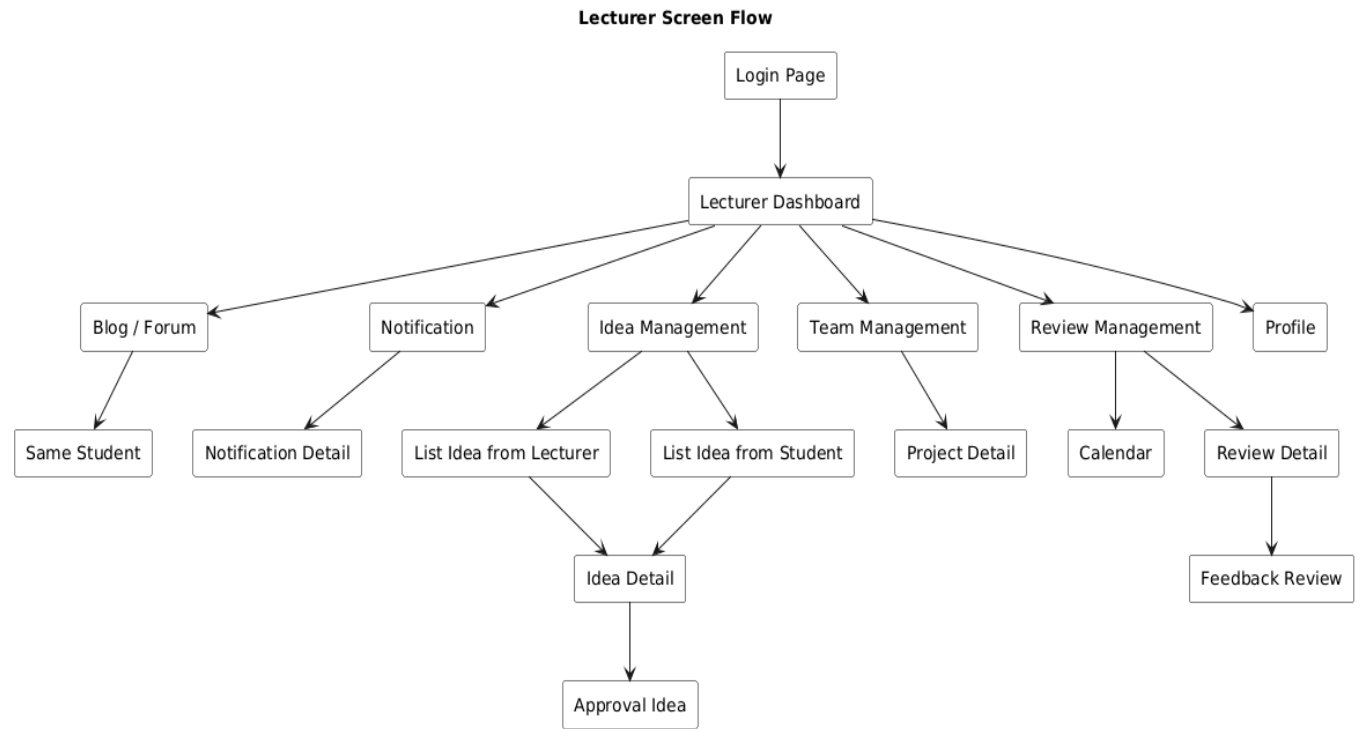 Lecturer Screen Flow
Login Page
Lecturer Dashboard
Blog / Forum
Notification
Idea Management
Team Management
Review Management
Profile
Same Student
Notification Detail
List Idea from Lecturer
List Idea from Student
Project Detail
Calendar
Review Detail
Idea Detail
Feedback Review
Approval Idea